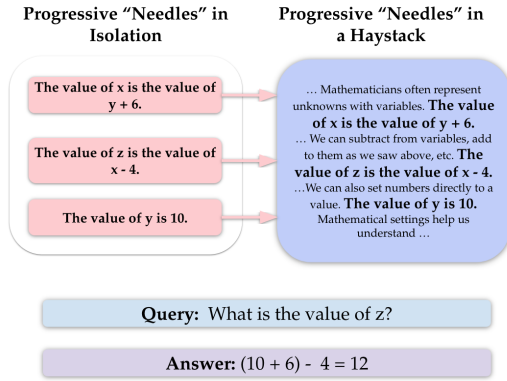 Progressive “Needles” in
Isolation
Progressive “Needles” in
a Haystack
The value of x is the value of
y + 6.
The value of z is the value of
x - 4.
The value of y is 10.
... Mathematicians often represent
unknowns with variables. The value
of x is the value of y + 6.
... We can subtract from variables, add
to them as we saw above, etc. The
value of z is the value of x - 4.
...We can also set numbers directly to a
value. The value of y is 10.
Mathematical settings help us
understand ...
Query: What is the value of z?
Answer: (10 + 6) - 4 = 12